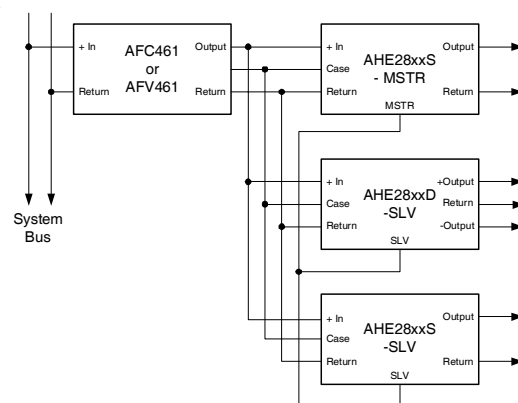 + In
Return
AFC461
or
AFV461
Output
Return
+ In
Case
Return
AHE28xxS
- MSTR
Output
Return
MSTR
System
Bus
+ In
Case
Return
AHE28xxD
-SLV
+Output
Return
-Output
SLV
+ In
Case
Return
AHE28xxS
-SLV
Output
Return
SLV